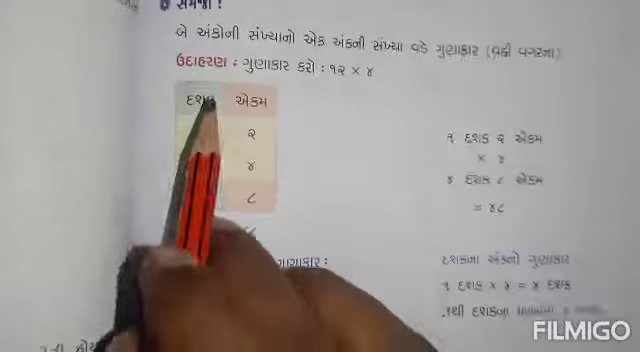 સમજો !
બે અંકોની સંખ્યાનો એક અંકની સંખ્યા વડે ગુણાકાર (વદ્દી વગરના)
ઉદાહરણ : ગુણાકાર કરો : ૧૨ × ૪
દશક એકમ
૨
૪
૮
૧ દશક ૨ એકમ
× ૪
૪ દશક ૮ એકમ
= ૪૮
ગુણાકાર :
દશકના અંકનો ગુણાકાર
૧ દશક × ૪ = ૪ દશક
દશકના
FILMIGO